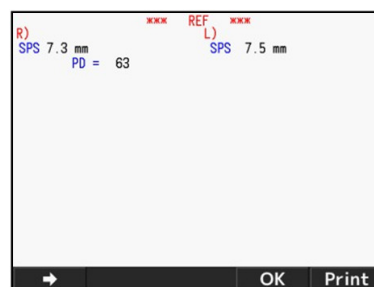 *** REF ***
R) L)
SPS 7.3 mm SPS 7.5 mm
PD = 63
OK Print